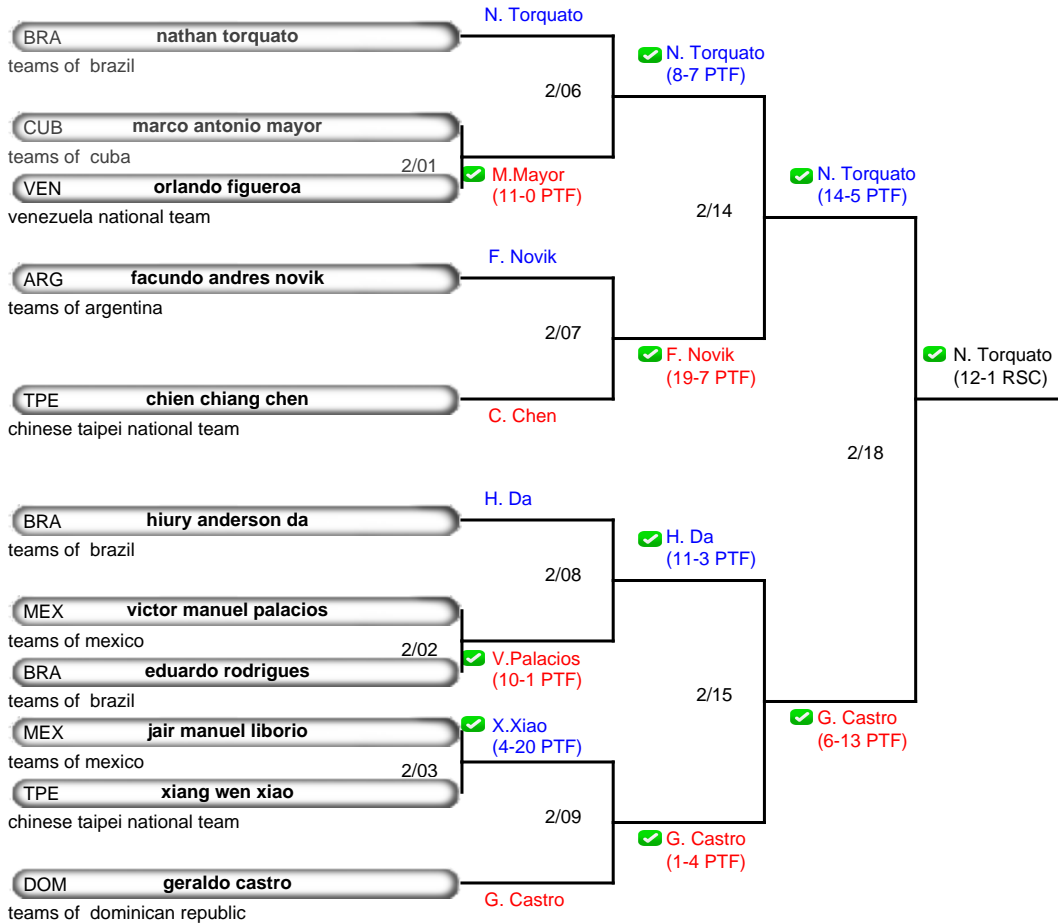 N. Torquato
BRA nathan torquato
teams of  brazil
N. Torquato
(8-7 PTF)
2/06
CUB marco antonio mayor
teams of  cuba
2/01
M.Mayor
(11-0 PTF)
VEN orlando figueroa
venezuela national team
N. Torquato
(14-5 PTF)
2/14
F. Novik
ARG facundo andres novik
teams of argentina
2/07
F. Novik
(19-7 PTF)
N. Torquato
(12-1 RSC)
TPE chien chiang chen
C. Chen
chinese taipei national team
2/18
H. Da
BRA hiury anderson da
teams of  brazil
H. Da
(11-3 PTF)
2/08
MEX victor manuel palacios
teams of mexico
2/02
V.Palacios
(10-1 PTF)
BRA eduardo rodrigues
teams of  brazil
2/15
G. Castro
(6-13 PTF)
MEX jair manuel liborio
X.Xiao
(4-20 PTF)
teams of mexico
2/03
TPE xiang wen xiao
chinese taipei national team
2/09
G. Castro
(1-4 PTF)
DOM geraldo castro
G. Castro
teams of  dominican republic